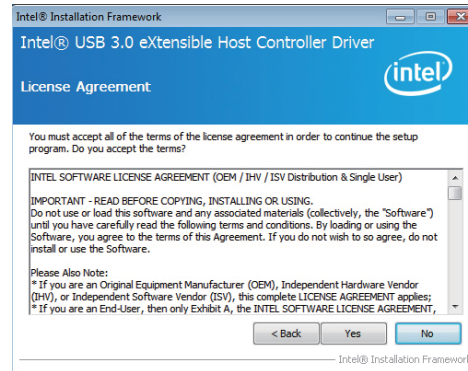 Intel® Installation Framework
Intel® USB 3.0 eXtensible Host Controller Driver
intel
License Agreement
You must accept all of the terms of the license agreement in order to continue the setup
program. Do you accept the terms?
INTEL SOFTWARE LICENSE AGREEMENT (OEM / IHV / ISV Distribution & Single User)
IMPORTANT - READ BEFORE COPYING, INSTALLING OR USING.
Do not use or load this software and any associated materials (collectively, the "Software")
until you have carefully read the following terms and conditions. By loading or using the
Software, you agree to the terms of this Agreement. If you do not wish to so agree, do not
install or use the Software.
Please Also Note:
* If you are an Original Equipment Manufacturer (OEM), Independent Hardware Vendor
(IHV), or Independent Software Vendor (ISV), this complete LICENSE AGREEMENT applies;
* If you are an End-User, then only Exhibit A, the INTEL SOFTWARE LICENSE AGREEMENT,
< Back Yes No
Intel® Installation Framework